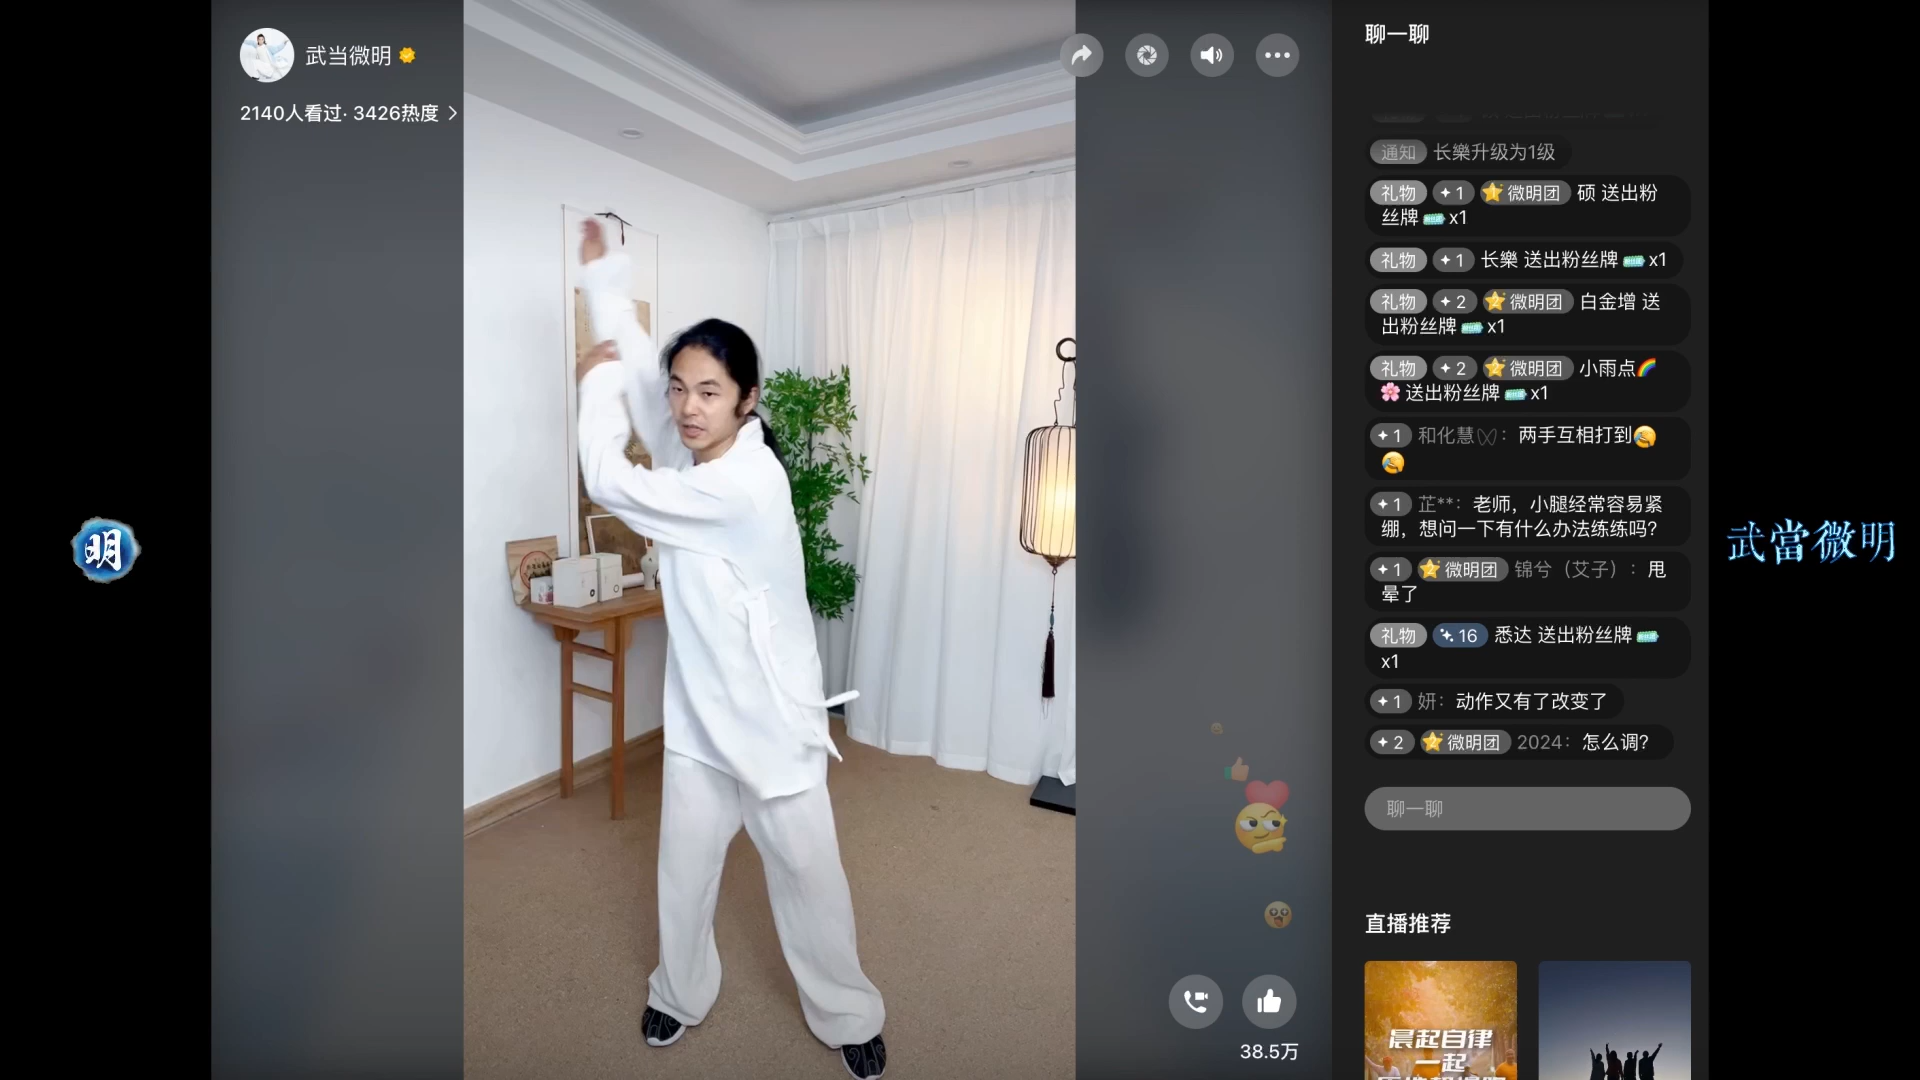 武当微明
2140人看过· 3426热度
聊一聊
通知 长樂升级为1级
礼物 1 微明团 硕 送出粉
丝牌 x1
礼物 1 长樂 送出粉丝牌 x1
礼物 2 微明团 白金增 送
出粉丝牌 x1
礼物 2 微明团 小雨点🌈
🌸 送出粉丝牌 x1
1 和化慧: 两手互相打到🤣
🤣
1 芷**: 老师，小腿经常容易紧
绷，想问一下有什么办法练练吗?
1 微明团 锦兮（艾子）: 甩
晕了
礼物 16 悉达 送出粉丝牌
x1
1 妍: 动作又有了改变了
2 微明团 2024: 怎么调?
聊一聊
直播推荐
晨起自律
一起
38.5万
明
武當微明